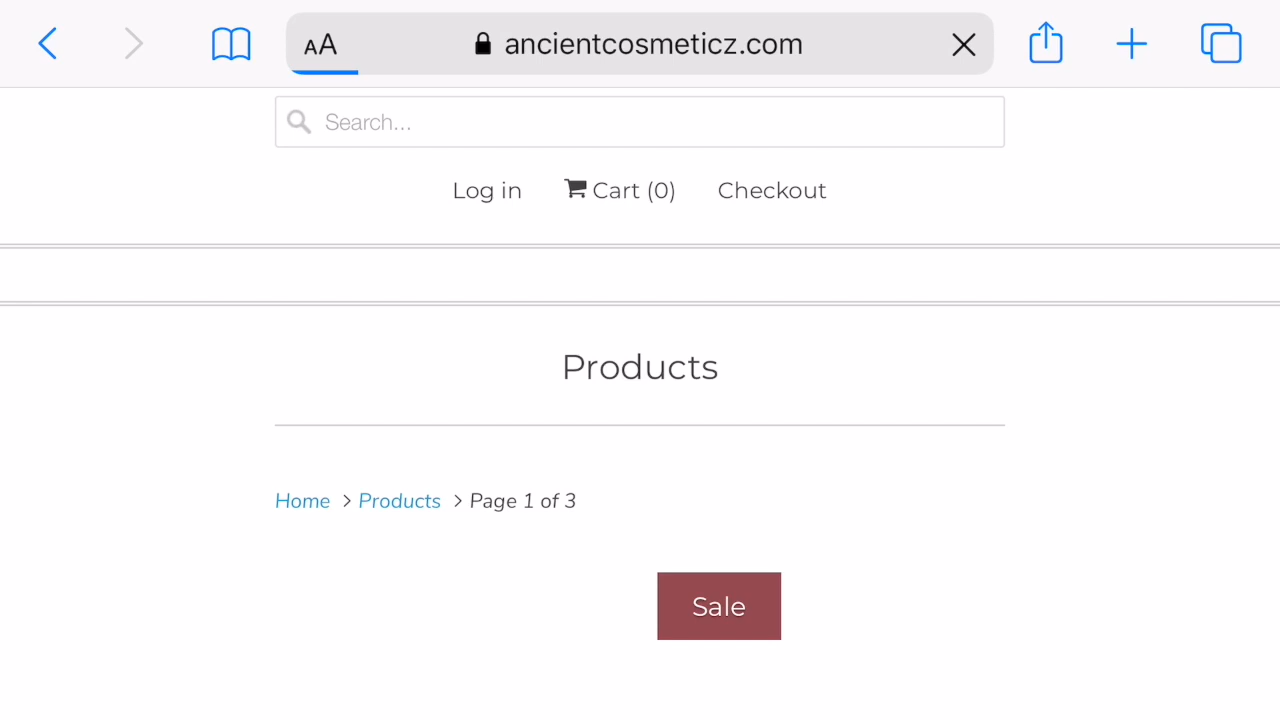 AA
ancientcosmeticz.com
Search...
Log in Cart (0) Checkout
Products
Home > Products > Page 1 of 3
Sale